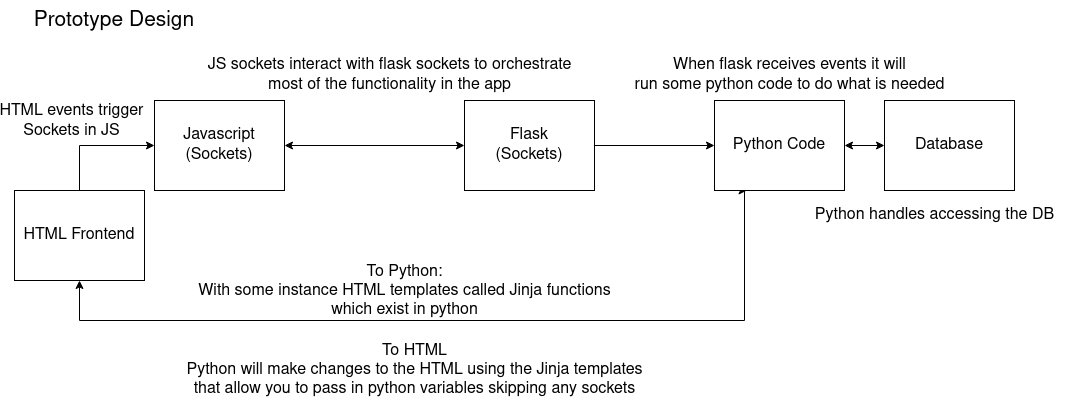 Prototype Design
JS sockets interact with flask sockets to orchestrate
most of the functionality in the app
When flask receives events it will
run some python code to do what is needed
HTML events trigger
Sockets in JS
Javascript
(Sockets)
Flask
(Sockets)
Python Code
Database
HTML Frontend
Python handles accessing the DB
To Python:
With some instance HTML templates called Jinja functions
which exist in python
To HTML
Python will make changes to the HTML using the Jinja templates
that allow you to pass in python variables skipping any sockets